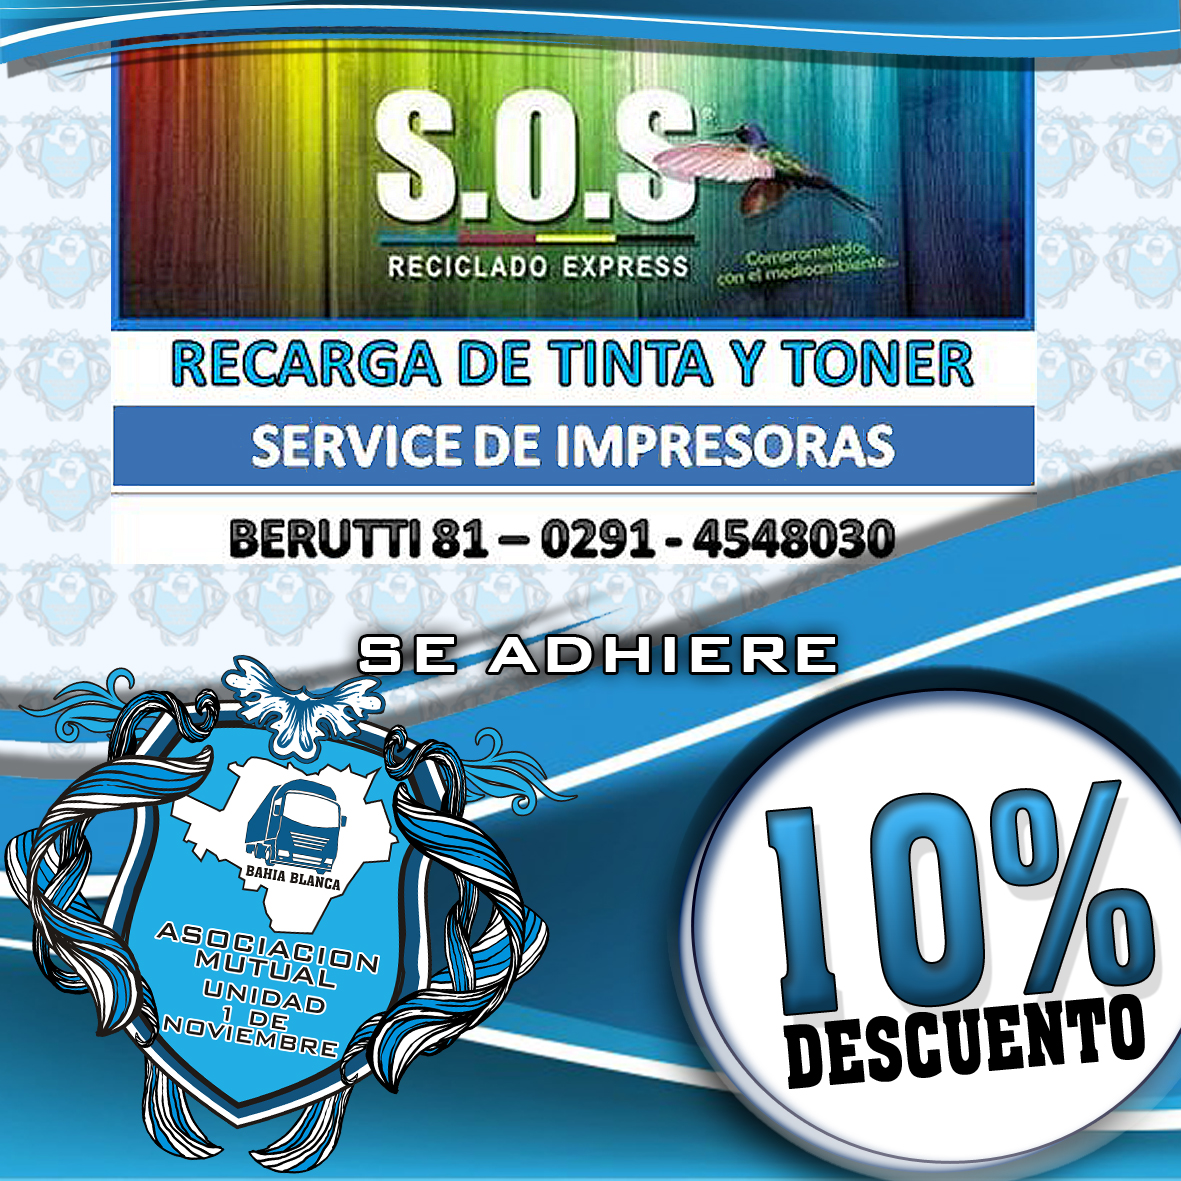 S.O.S®
RECICLADO EXPRESS
Comprometidos
con el medioambiente...
RECARGA DE TINTA Y TONER
SERVICE DE IMPRESORAS
BERUTTI 81 – 0291 - 4548030
SE ADHIERE
BAHIA BLANCA
ASOCIACION
MUTUAL
UNIDAD
1 DE
NOVIEMBRE
10%
DESCUENTO